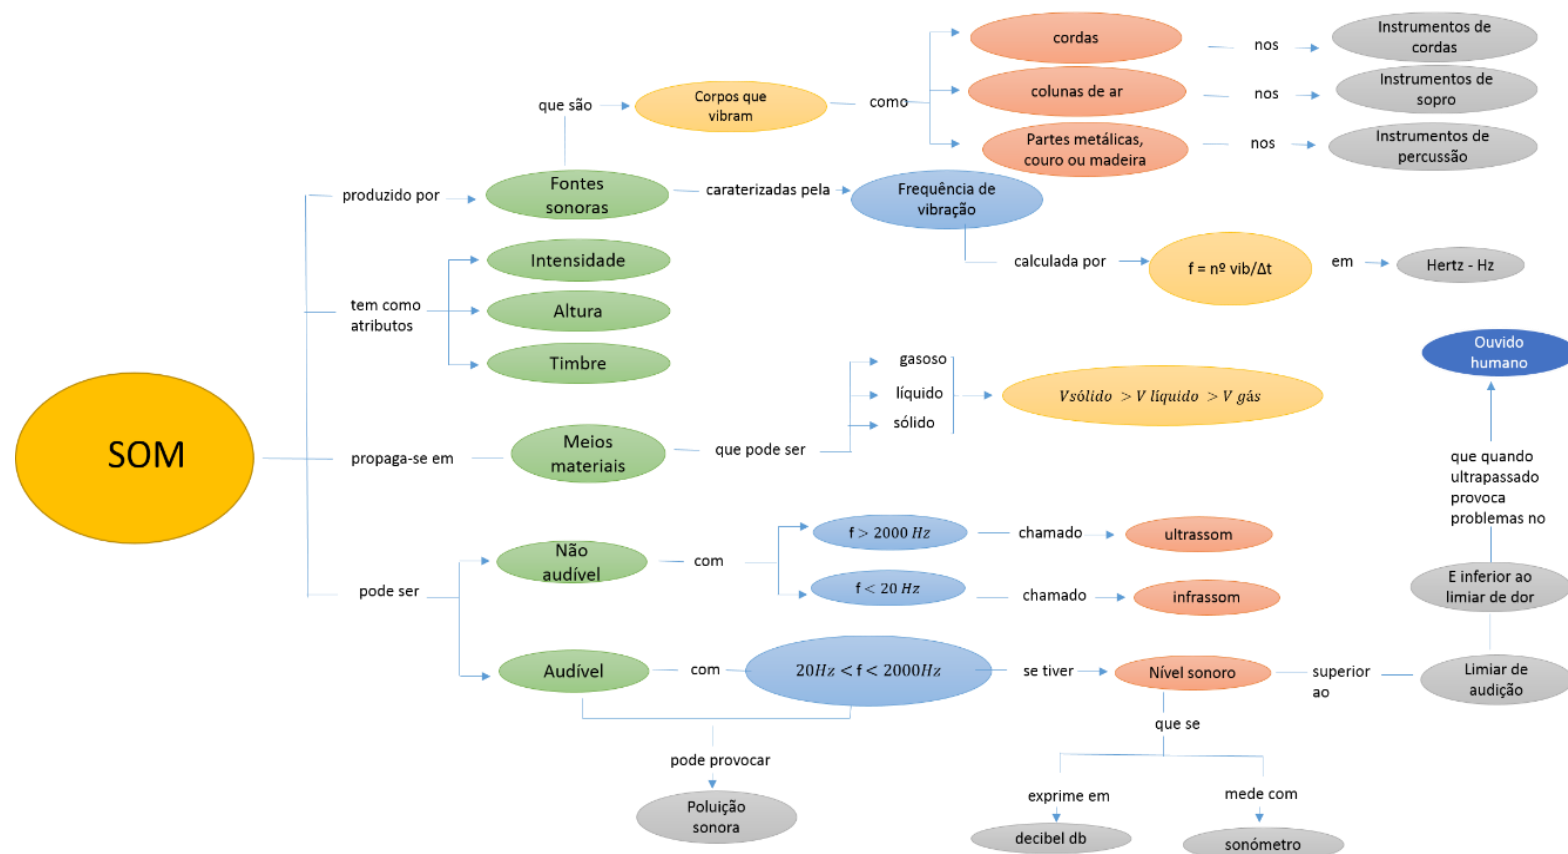 SOM
produzido por
Fontes
sonoras
que são
Corpos que
vibram
como
cordas
nos
Instrumentos de
cordas
colunas de ar
nos
Instrumentos de
sopro
Partes metálicas,
couro ou madeira
nos
Instrumentos de
percussão
caraterizadas pela
Frequência de
vibração
calculada por
f = nº vib/Δt
em
Hertz - Hz
tem como
atributos
Intensidade
Altura
Timbre
propaga-se em
Meios
materiais
que pode ser
gasoso
líquido
sólido
Vsólido > V líquido > V gás
pode ser
Não
audível
com
f > 2000 Hz
chamado
ultrassom
f < 20 Hz
chamado
infrassom
Audível
com
20Hz < f < 2000Hz
se tiver
Nível sonoro
superior
ao
Limiar de
audição
E inferior ao
limiar de dor
que quando
ultrapassado
provoca
problemas no
Ouvido
humano
que se
exprime em
decibel db
mede com
sonómetro
pode provocar
Poluição
sonora